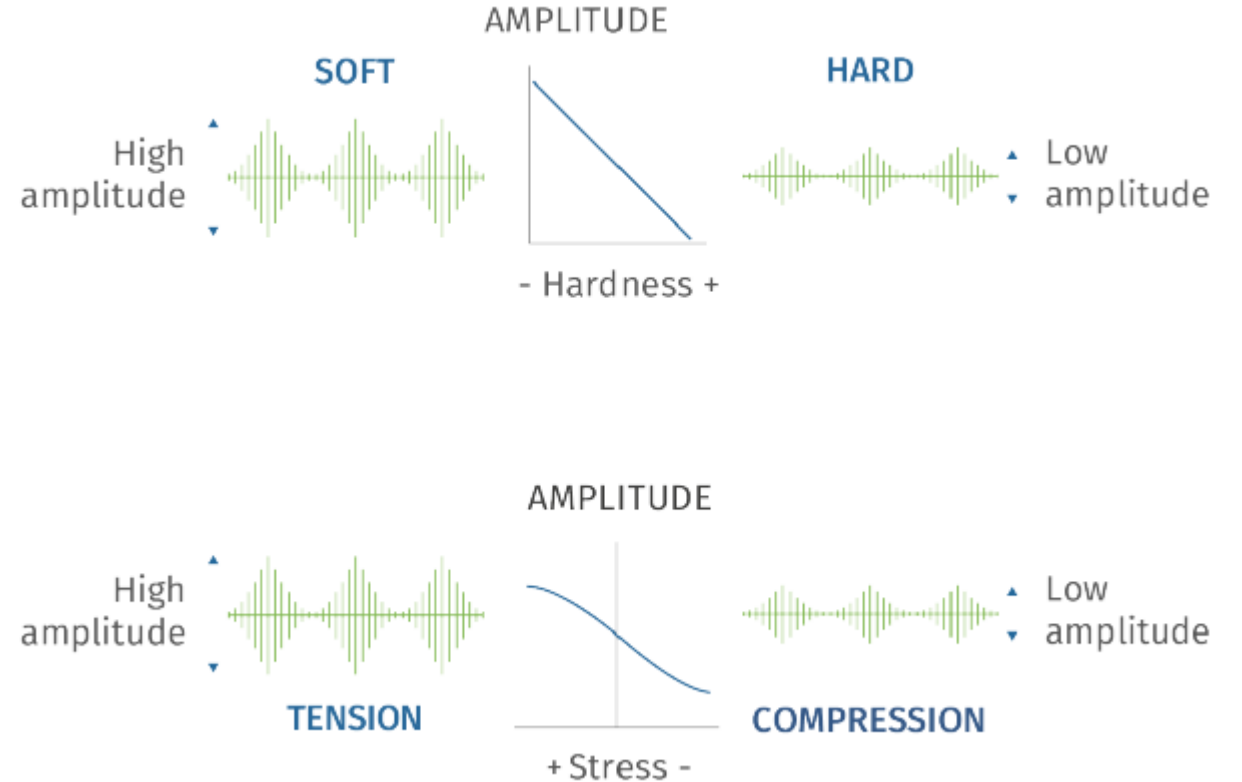 AMPLITUDE
SOFT
HARD
High
amplitude
Low
amplitude
- Hardness +
AMPLITUDE
High
amplitude
Low
amplitude
TENSION
COMPRESSION
+ Stress -